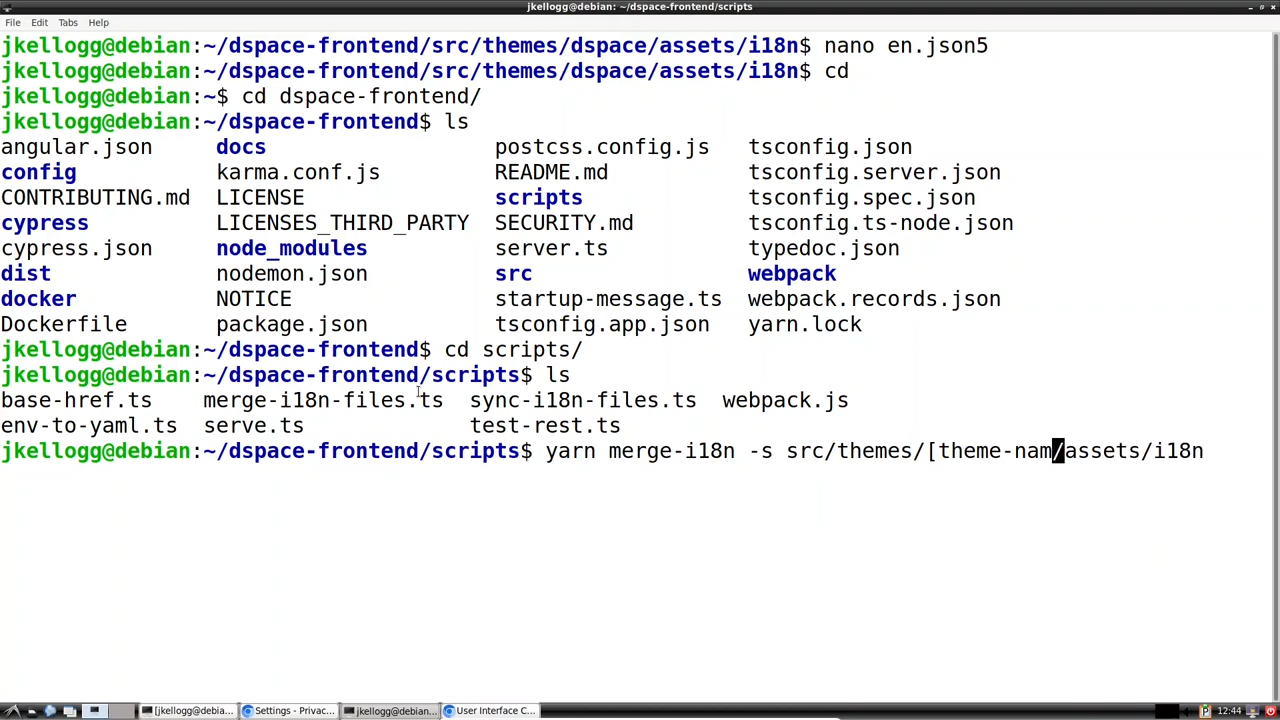 jkellogg@debian: ~/dspace-frontend/scripts
File Edit Tabs Help
jkellogg@debian:~/dspace-frontend/src/themes/dspace/assets/i18n$ nano en.json5
jkellogg@debian:~/dspace-frontend/src/themes/dspace/assets/i18n$ cd
jkellogg@debian:~$ cd dspace-frontend/
jkellogg@debian:~/dspace-frontend$ ls
angular.json docs postcss.config.js tsconfig.json
config karma.conf.js README.md tsconfig.server.json
CONTRIBUTING.md LICENSE scripts tsconfig.spec.json
cypress LICENSES_THIRD_PARTY SECURITY.md tsconfig.ts-node.json
cypress.json node_modules server.ts typedoc.json
dist nodemon.json src webpack
docker NOTICE startup-message.ts webpack.records.json
Dockerfile package.json tsconfig.app.json yarn.lock
jkellogg@debian:~/dspace-frontend$ cd scripts/
jkellogg@debian:~/dspace-frontend/scripts$ ls
base-href.ts merge-i18n-files.ts sync-i18n-files.ts webpack.js
env-to-yaml.ts serve.ts test-rest.ts
jkellogg@debian:~/dspace-frontend/scripts$ yarn merge-i18n -s src/themes/[theme-nam/assets/i18n
[jkellogg@debia... Settings - Privac... jkellogg@debian... User Interface C... 12:44